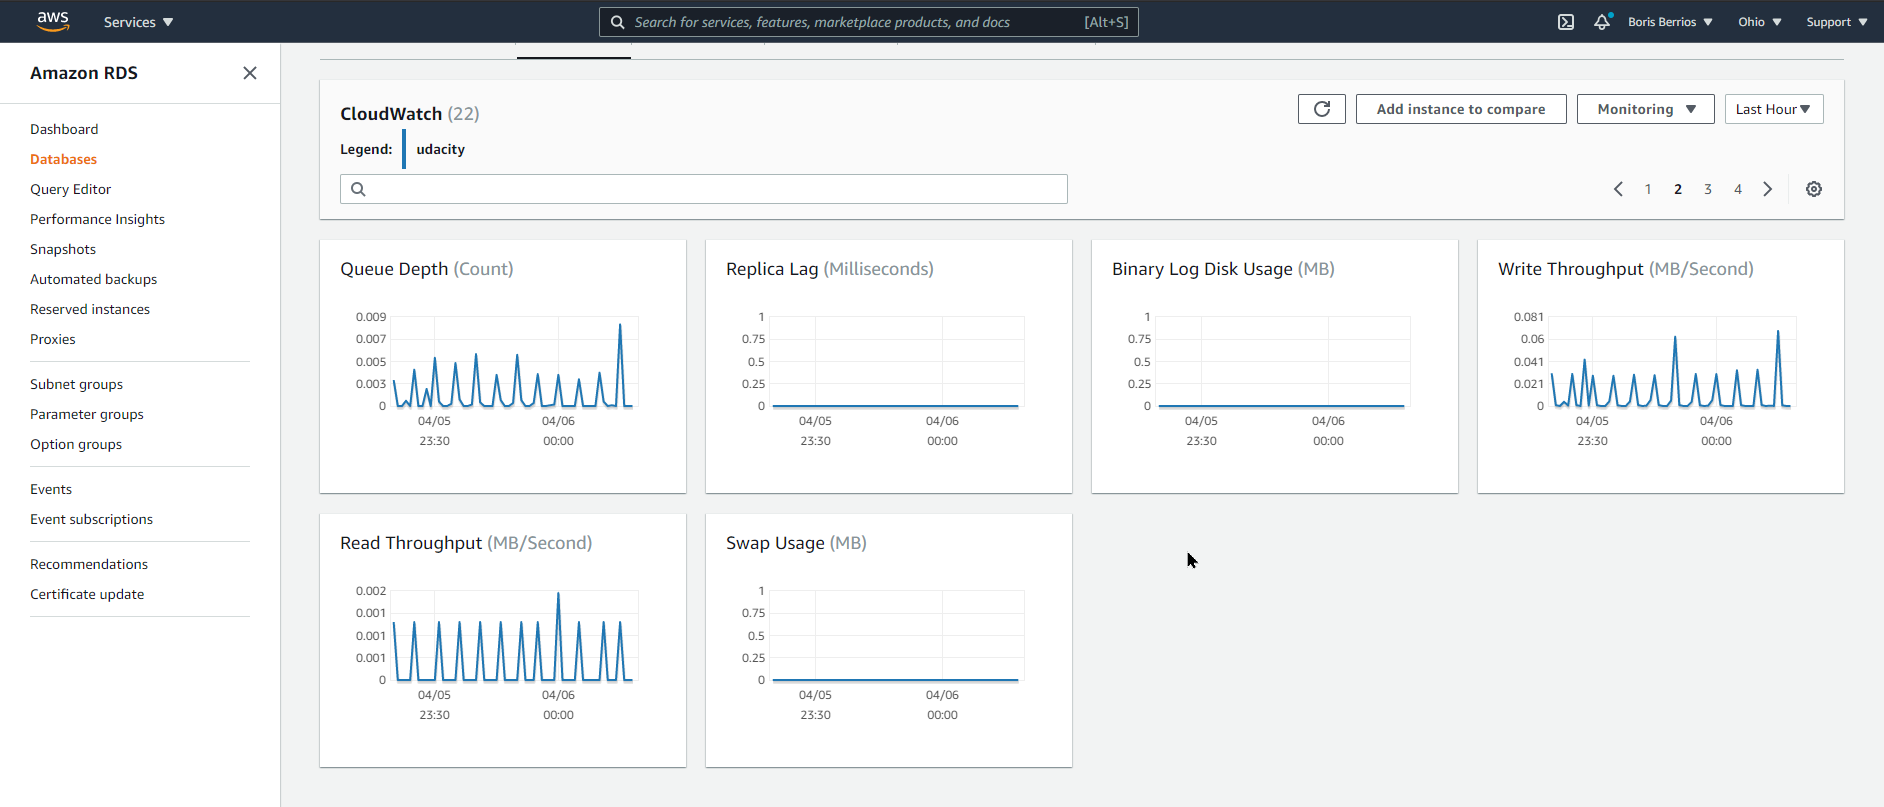 aws Services Search for services, features, marketplace products, and docs [Alt+S] Boris Berrios Ohio Support
Amazon RDS
Dashboard
Databases
Query Editor
Performance Insights
Snapshots
Automated backups
Reserved instances
Proxies
Subnet groups
Parameter groups
Option groups
Events
Event subscriptions
Recommendations
Certificate update
CloudWatch (22)
Add instance to compare Monitoring Last Hour
Legend: udacity
1 2 3 4
Queue Depth (Count)
0.009
0.007
0.005
0.003
0
04/05 04/06
23:30 00:00
Replica Lag (Milliseconds)
1
0.75
0.5
0.25
0
04/05 04/06
23:30 00:00
Binary Log Disk Usage (MB)
1
0.75
0.5
0.25
0
04/05 04/06
23:30 00:00
Write Throughput (MB/Second)
0.081
0.06
0.041
0.021
0
04/05 04/06
23:30 00:00
Read Throughput (MB/Second)
0.002
0.001
0.001
0.001
0
04/05 04/06
23:30 00:00
Swap Usage (MB)
1
0.75
0.5
0.25
0
04/05 04/06
23:30 00:00